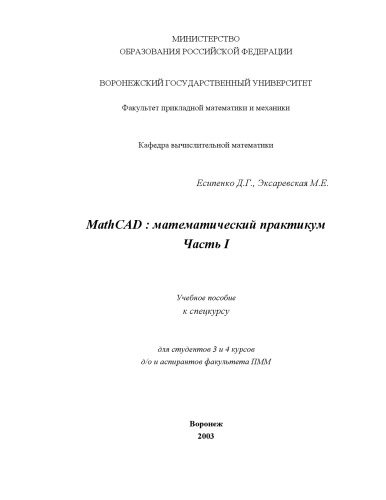 МИНИСТЕРСТВО
ОБРАЗОВАНИЯ РОССИЙСКОЙ ФЕДЕРАЦИИ
ВОРОНЕЖСКИЙ ГОСУДАРСТВЕННЫЙ УНИВЕРСИТЕТ
Факультет прикладной математики и механики
Кафедра вычислительной математики
Есипенко Д.Г., Эксаревская М.Е.
MathCAD : математический практикум
Часть I
Учебное пособие
к спецкурсу
для студентов 3 и 4 курсов
д/о и аспирантов факультета ПММ
Воронеж
2003